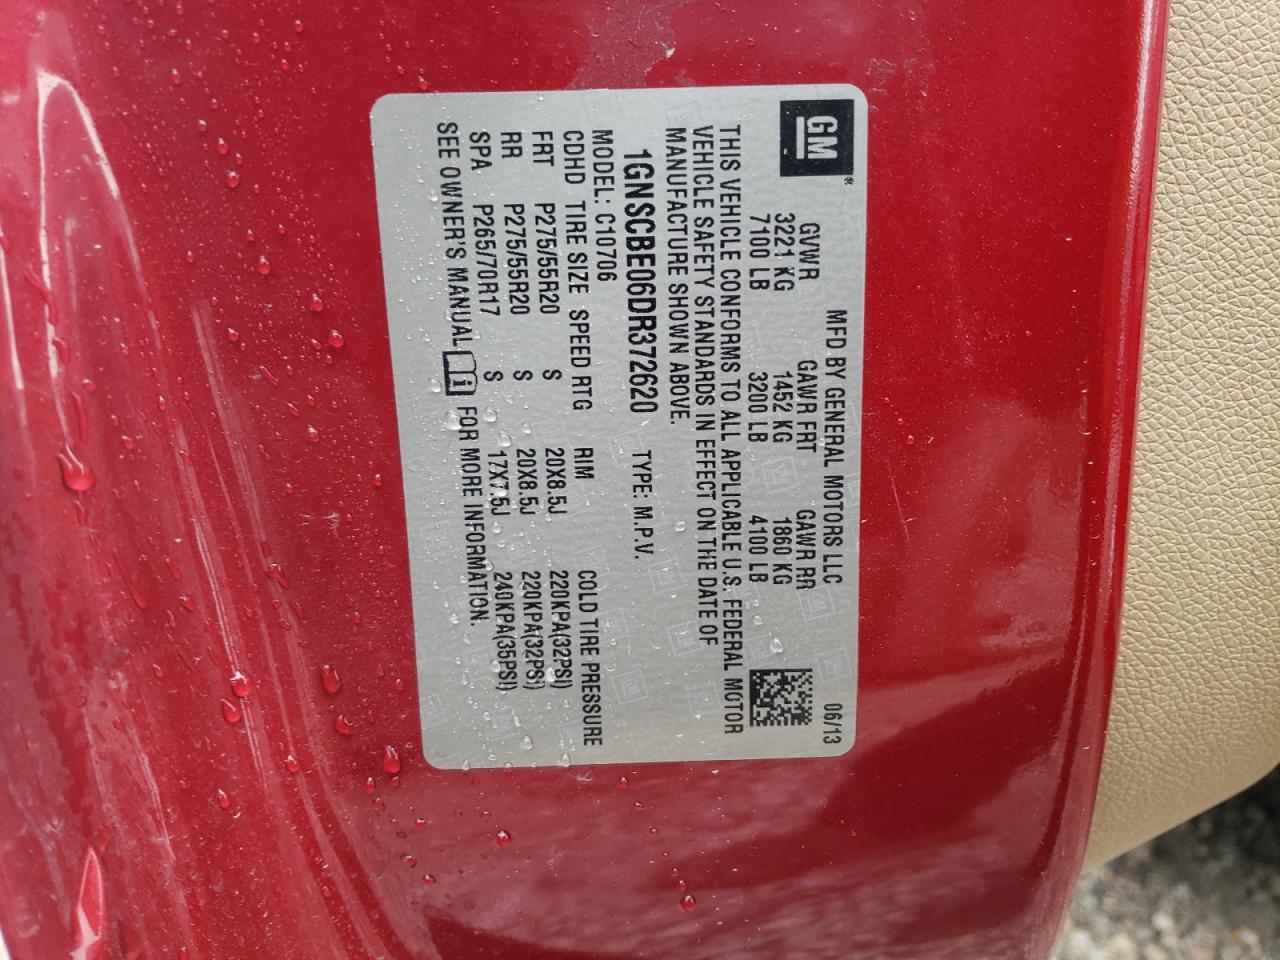 GM®
MFD BY GENERAL MOTORS LLC 06/13
GVWR GAWR FRT GAWR RR
3221 KG 1452 KG 1860 KG
7100 LB 3200 LB 4100 LB
THIS VEHICLE CONFORMS TO ALL APPLICABLE U.S. FEDERAL MOTOR
VEHICLE SAFETY STANDARDS IN EFFECT ON THE DATE OF
MANUFACTURE SHOWN ABOVE.
1GNSCBE06DR372620 TYPE: M.P.V.
MODEL: C10706
CDHD TIRE SIZE SPEED RTG RIM COLD TIRE PRESSURE
FRT P275/55R20 S 20X8.5J 220KPA(32PSI)
RR P275/55R20 S 20X8.5J 220KPA(32PSI)
SPA P265/70R17 S 17X7.5J 240KPA(35PSI)
SEE OWNER'S MANUAL i FOR MORE INFORMATION.